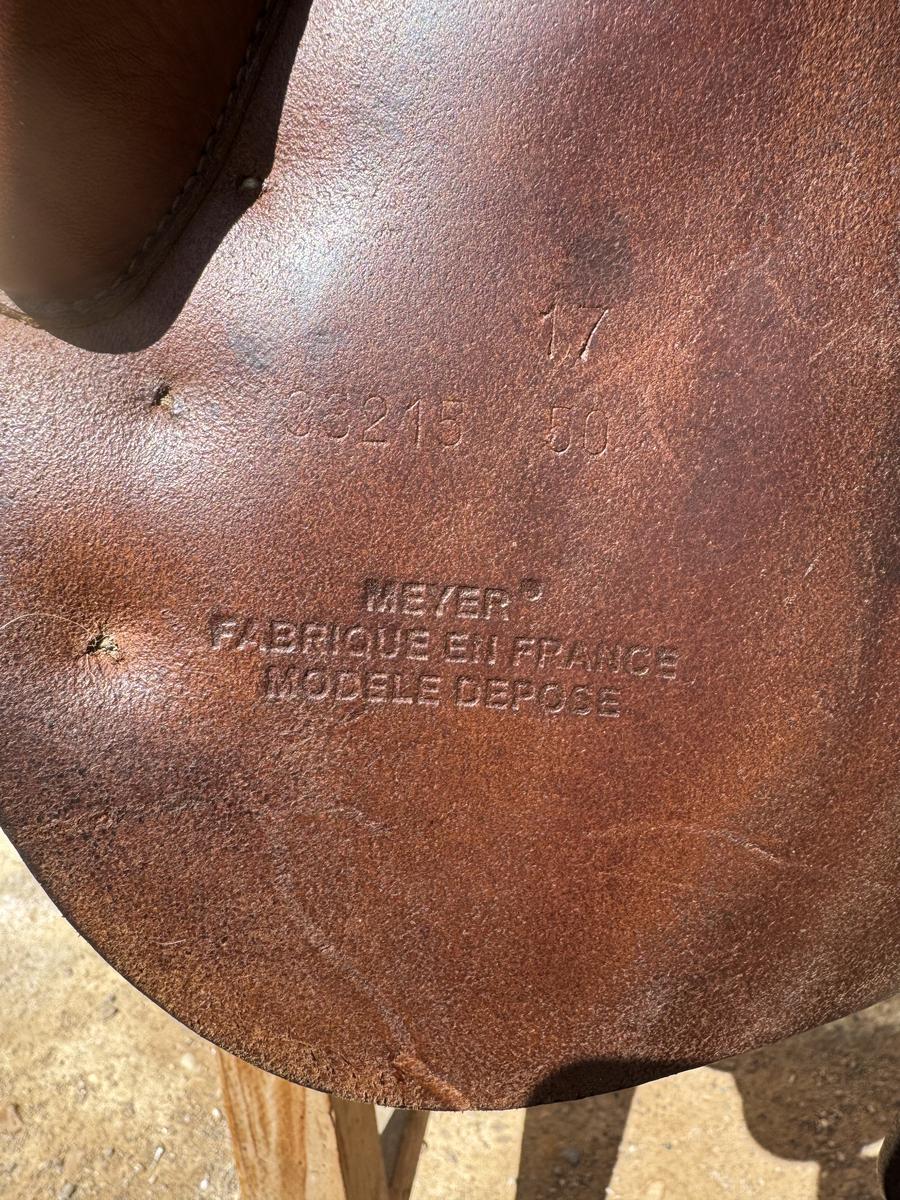 17
33215 50
MEYER®
FABRIQUE EN FRANCE
MODELE DEPOSE